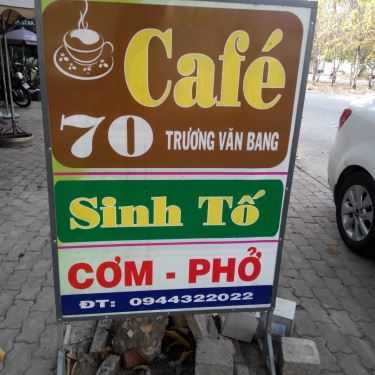 Café
70 TRƯƠNG VĂN BANG
Sinh Tố
CƠM - PHỞ
ĐT: 0944322022